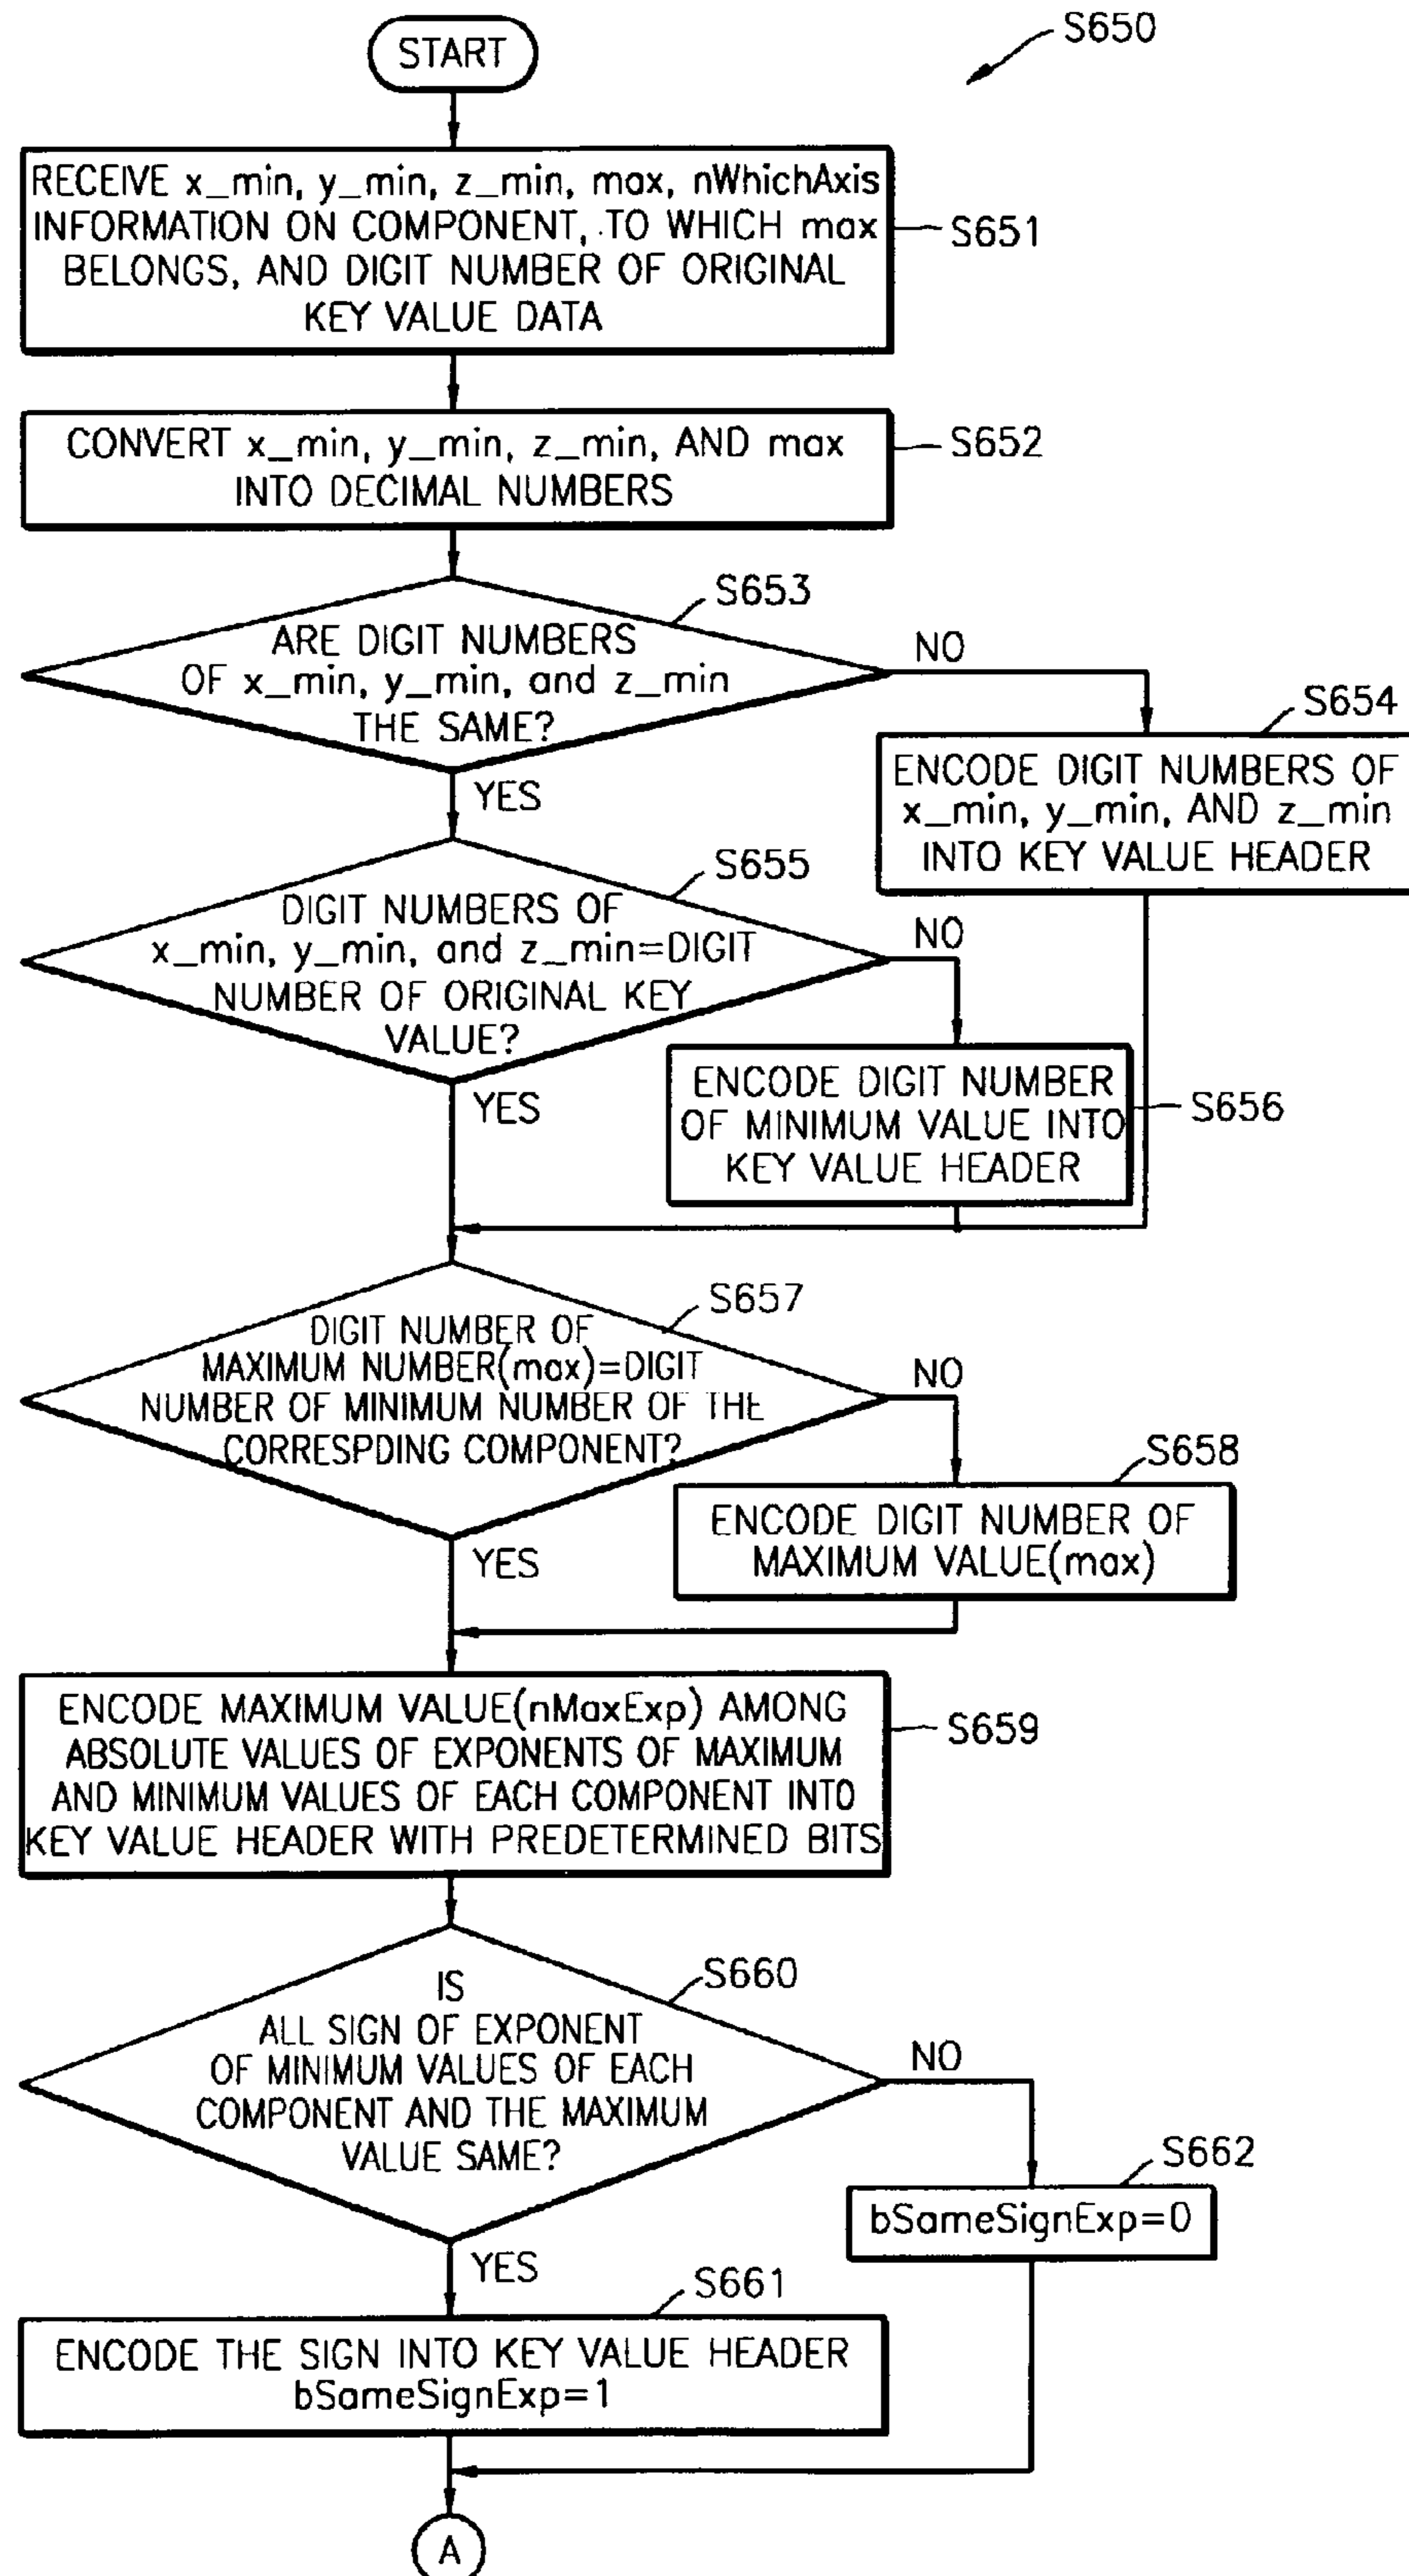 S650
START
RECEIVE x_min, y_min, z_min, max, nWhichAxis
INFORMATION ON COMPONENT, TO WHICH max
BELONGS, AND DIGIT NUMBER OF ORIGINAL
KEY VALUE DATA
S651
CONVERT x_min, y_min, z_min, AND max
INTO DECIMAL NUMBERS
S652
S653
ARE DIGIT NUMBERS
OF x_min, y_min, and z_min
THE SAME?
NO
YES
S654
ENCODE DIGIT NUMBERS OF
x_min, y_min, AND z_min
INTO KEY VALUE HEADER
S655
DIGIT NUMBERS OF
x_min, y_min, and z_min=DIGIT
NUMBER OF ORIGINAL KEY
VALUE?
NO
YES
ENCODE DIGIT NUMBER
OF MINIMUM VALUE INTO
KEY VALUE HEADER
S656
S657
DIGIT NUMBER OF
MAXIMUM NUMBER(max)=DIGIT
NUMBER OF MINIMUM NUMBER OF THE
CORRESPDING COMPONENT?
NO
YES
S658
ENCODE DIGIT NUMBER OF
MAXIMUM VALUE(max)
ENCODE MAXIMUM VALUE(nMaxExp) AMONG
ABSOLUTE VALUES OF EXPONENTS OF MAXIMUM
AND MINIMUM VALUES OF EACH COMPONENT INTO
KEY VALUE HEADER WITH PREDETERMINED BITS
S659
S660
IS
ALL SIGN OF EXPONENT
OF MINIMUM VALUES OF EACH
COMPONENT AND THE MAXIMUM
VALUE SAME?
NO
YES
S662
bSameSignExp=0
S661
ENCODE THE SIGN INTO KEY VALUE HEADER
bSameSignExp=1
A